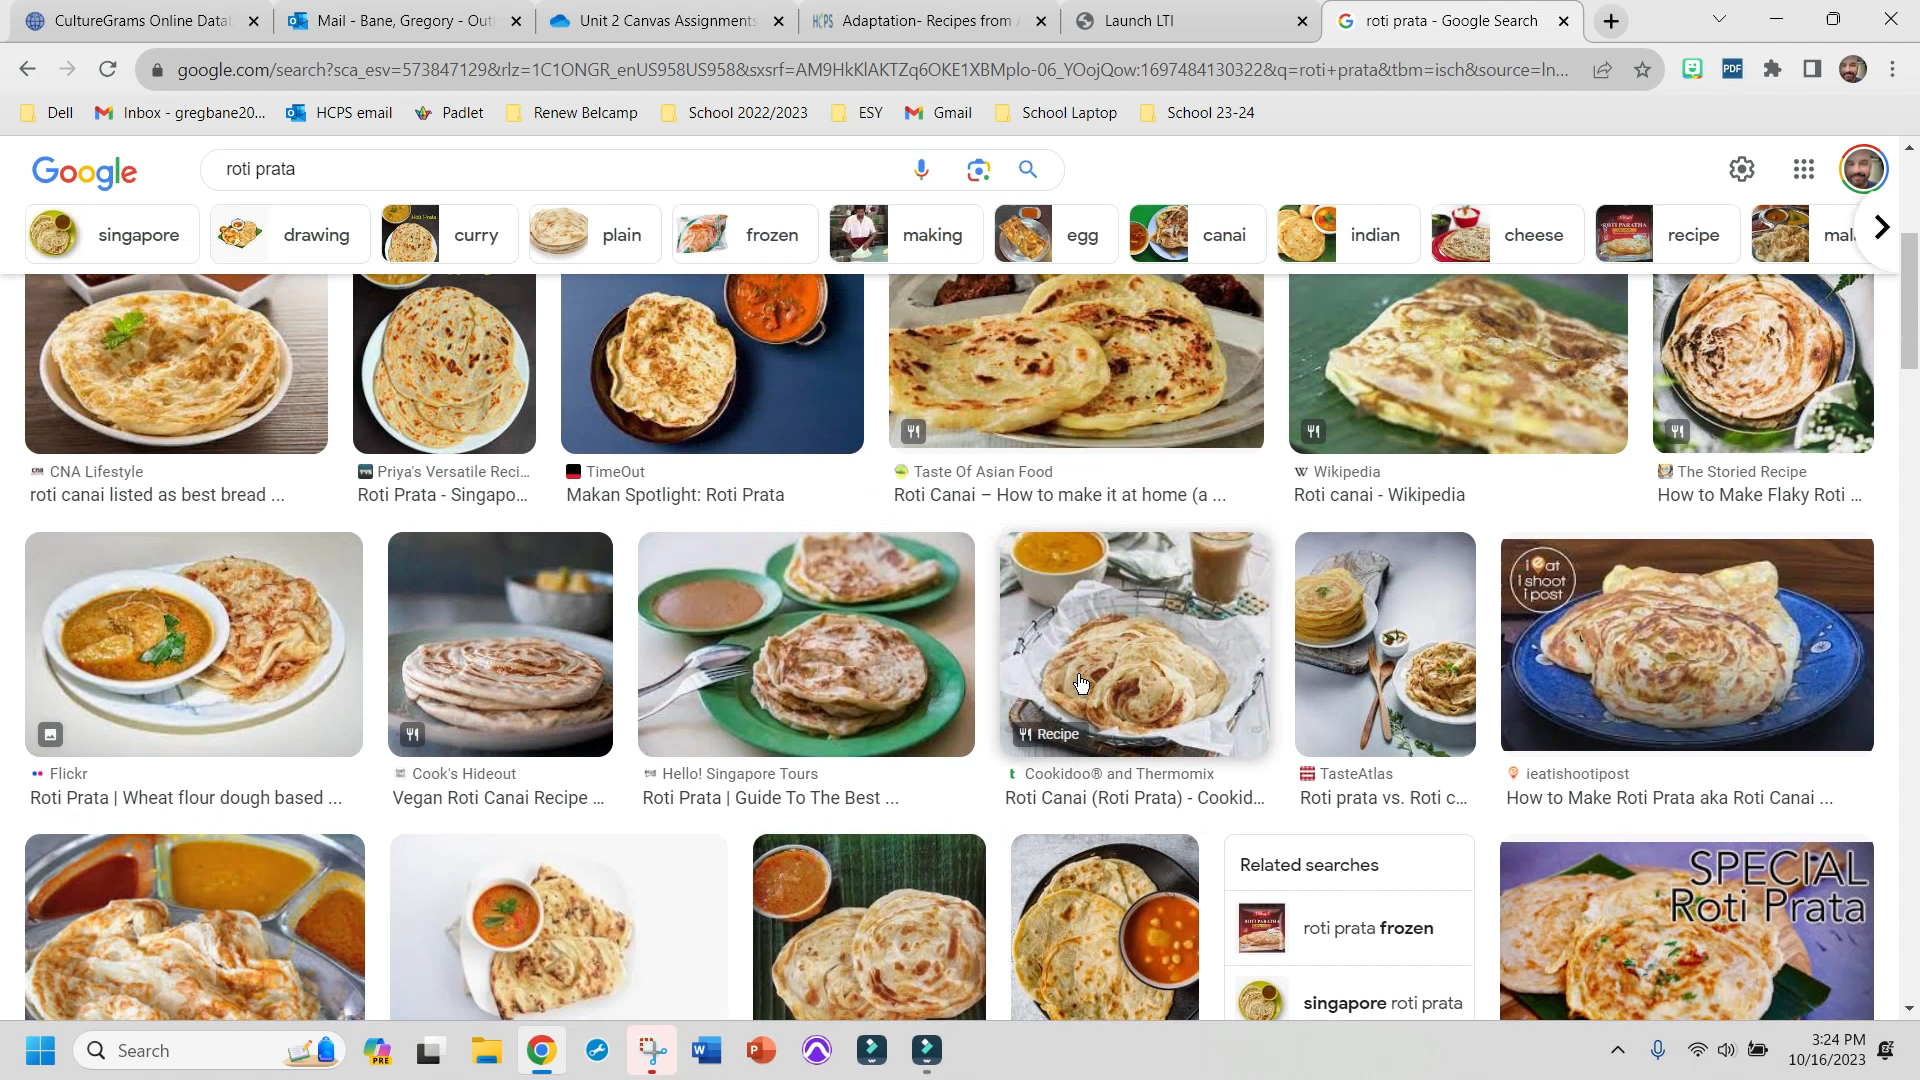 CultureGrams Online Data
Mail - Bane, Gregory - Out
Unit 2 Canvas Assignments
HCPS Adaptation- Recipes from
Launch LTI
roti prata - Google Search
google.com/search?sca_esv=573847129&rlz=1C1ONGR_enUS958US958&sxsrf=AM9HkKlAKTZq6OKE1XBMplo-06_YOojQow:1697484130322&q=roti+prata&tbm=isch&source=ln...
PDF
Dell
Inbox - gregbane20...
HCPS email
Padlet
Renew Belcamp
School 2022/2023
ESY
Gmail
School Laptop
School 23-24
Google
roti prata
singapore
drawing
curry
plain
frozen
making
egg
canai
indian
cheese
recipe
mal
CNA Lifestyle
roti canai listed as best bread ...
Priya's Versatile Reci...
Roti Prata - Singapo...
TimeOut
Makan Spotlight: Roti Prata
Taste Of Asian Food
Roti Canai – How to make it at home (a ...
W Wikipedia
Roti canai - Wikipedia
The Storied Recipe
How to Make Flaky Roti ...
Recipe
i eat
i shoot
i post
Flickr
Roti Prata | Wheat flour dough based ...
Cook's Hideout
Vegan Roti Canai Recipe ...
Hello! Singapore Tours
Roti Prata | Guide To The Best ...
Cookidoo® and Thermomix
Roti Canai (Roti Prata) - Cookid...
TasteAtlas
Roti prata vs. Roti c...
ieatishootipost
How to Make Roti Prata aka Roti Canai ...
Related searches
roti prata frozen
singapore roti prata
SPECIAL
Roti Prata
Search
PRE
3:24 PM
10/16/2023